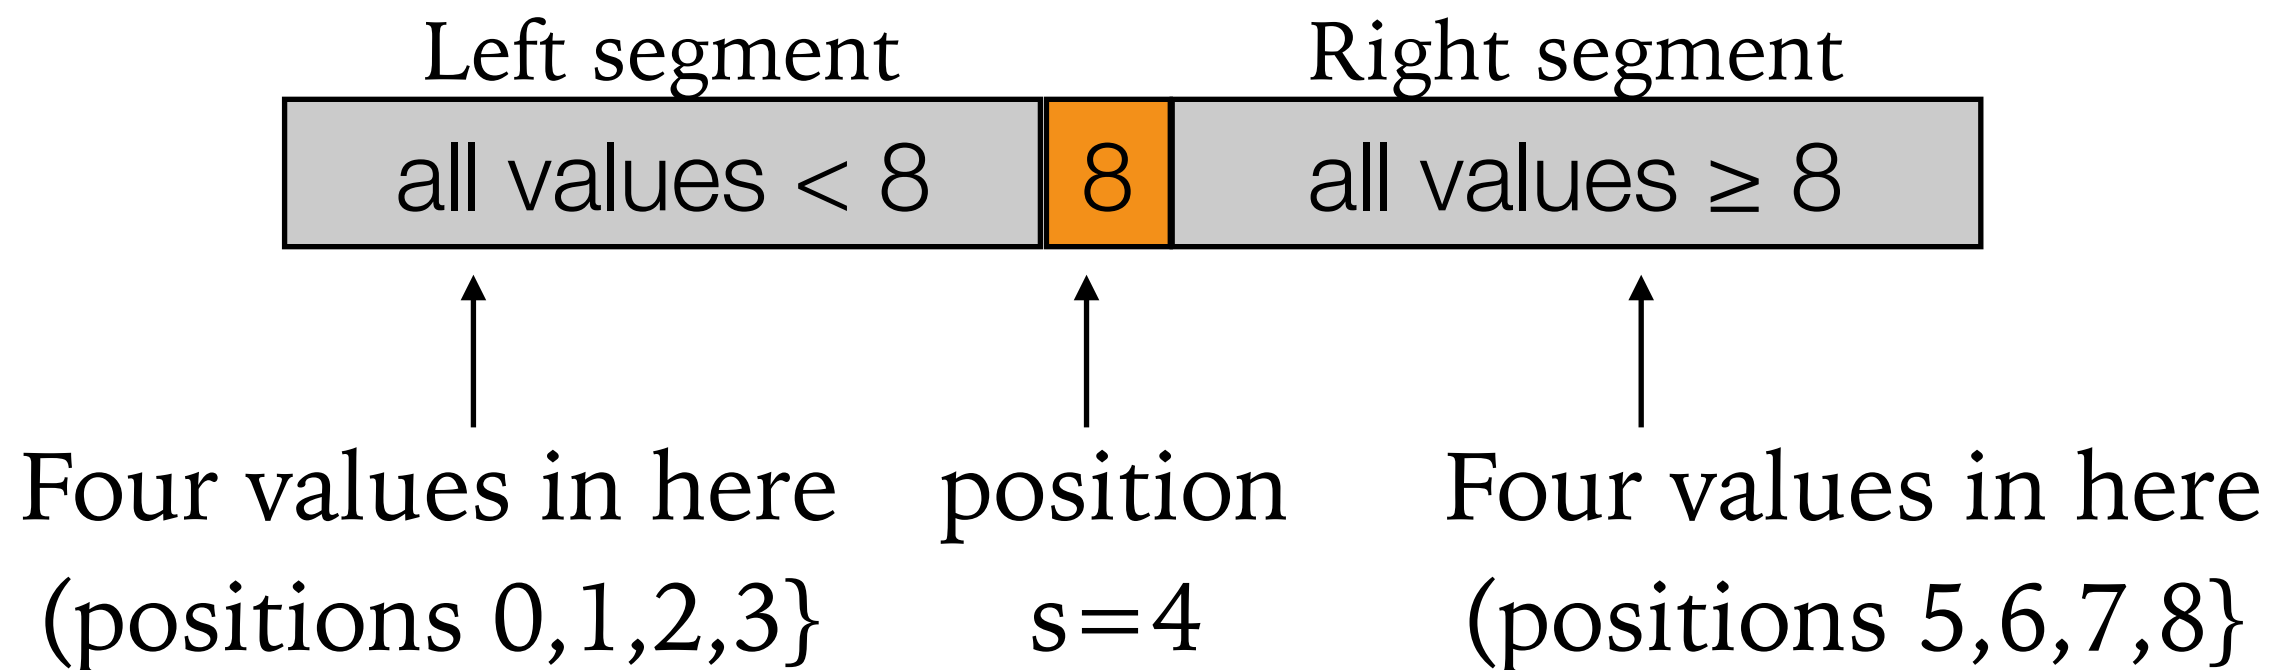 Left segment Right segment
all values < 8 8 all values ≥ 8
Four values in here position Four values in here
(positions 0,1,2,3} s=4 (positions 5,6,7,8}